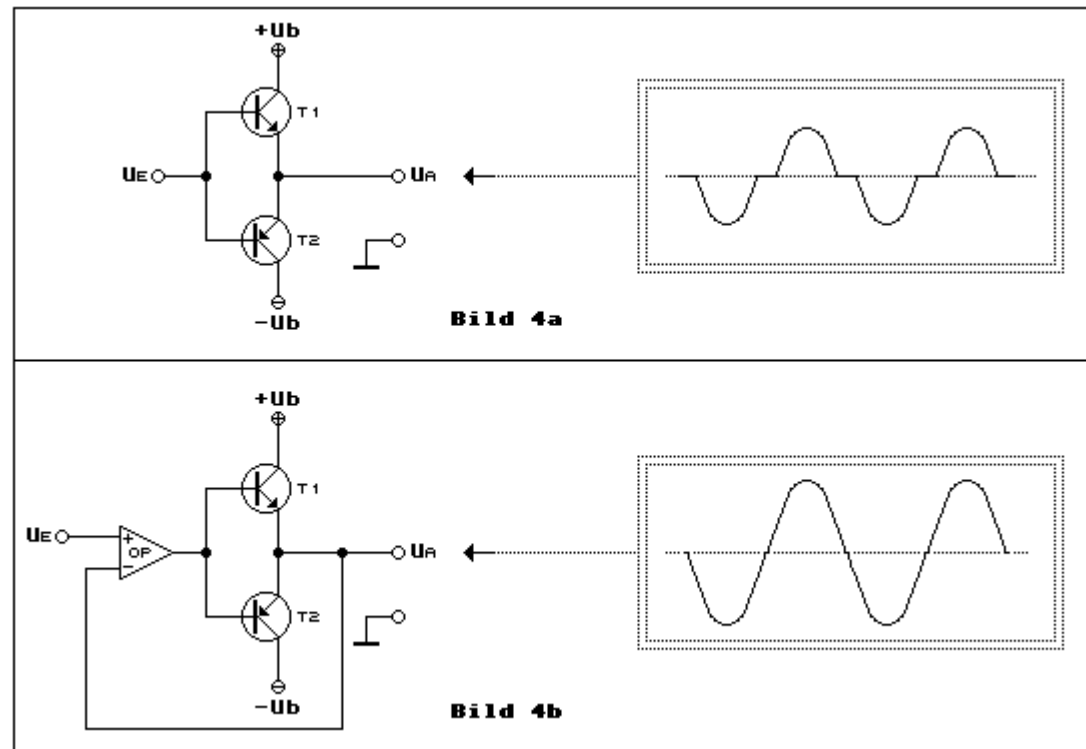 +Ub
T1
UE
UA
T2
-Ub
Bild 4a
+Ub
T1
UE
+
OP
-
UA
T2
-Ub
Bild 4b